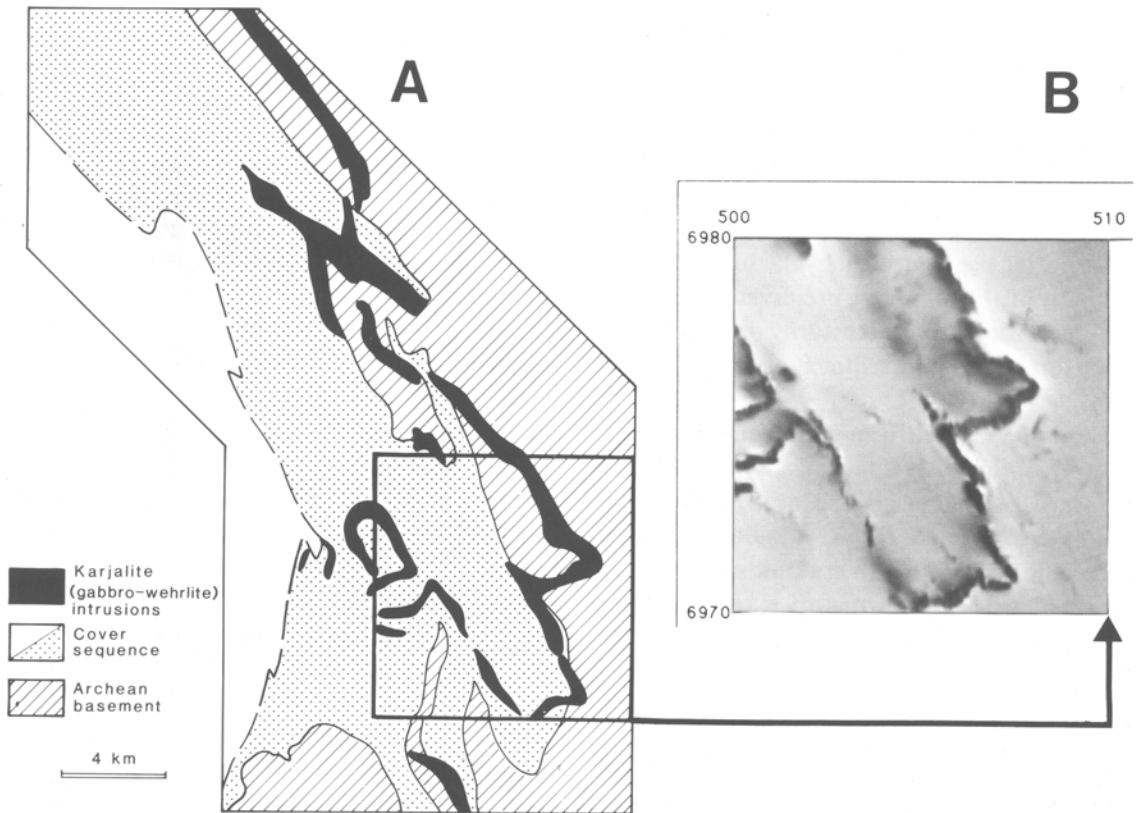 A
B
500 510
6980
6970
Karjalite
(gabbro-wehrlite)
intrusions
Cover
sequence
Archean
basement
4 km